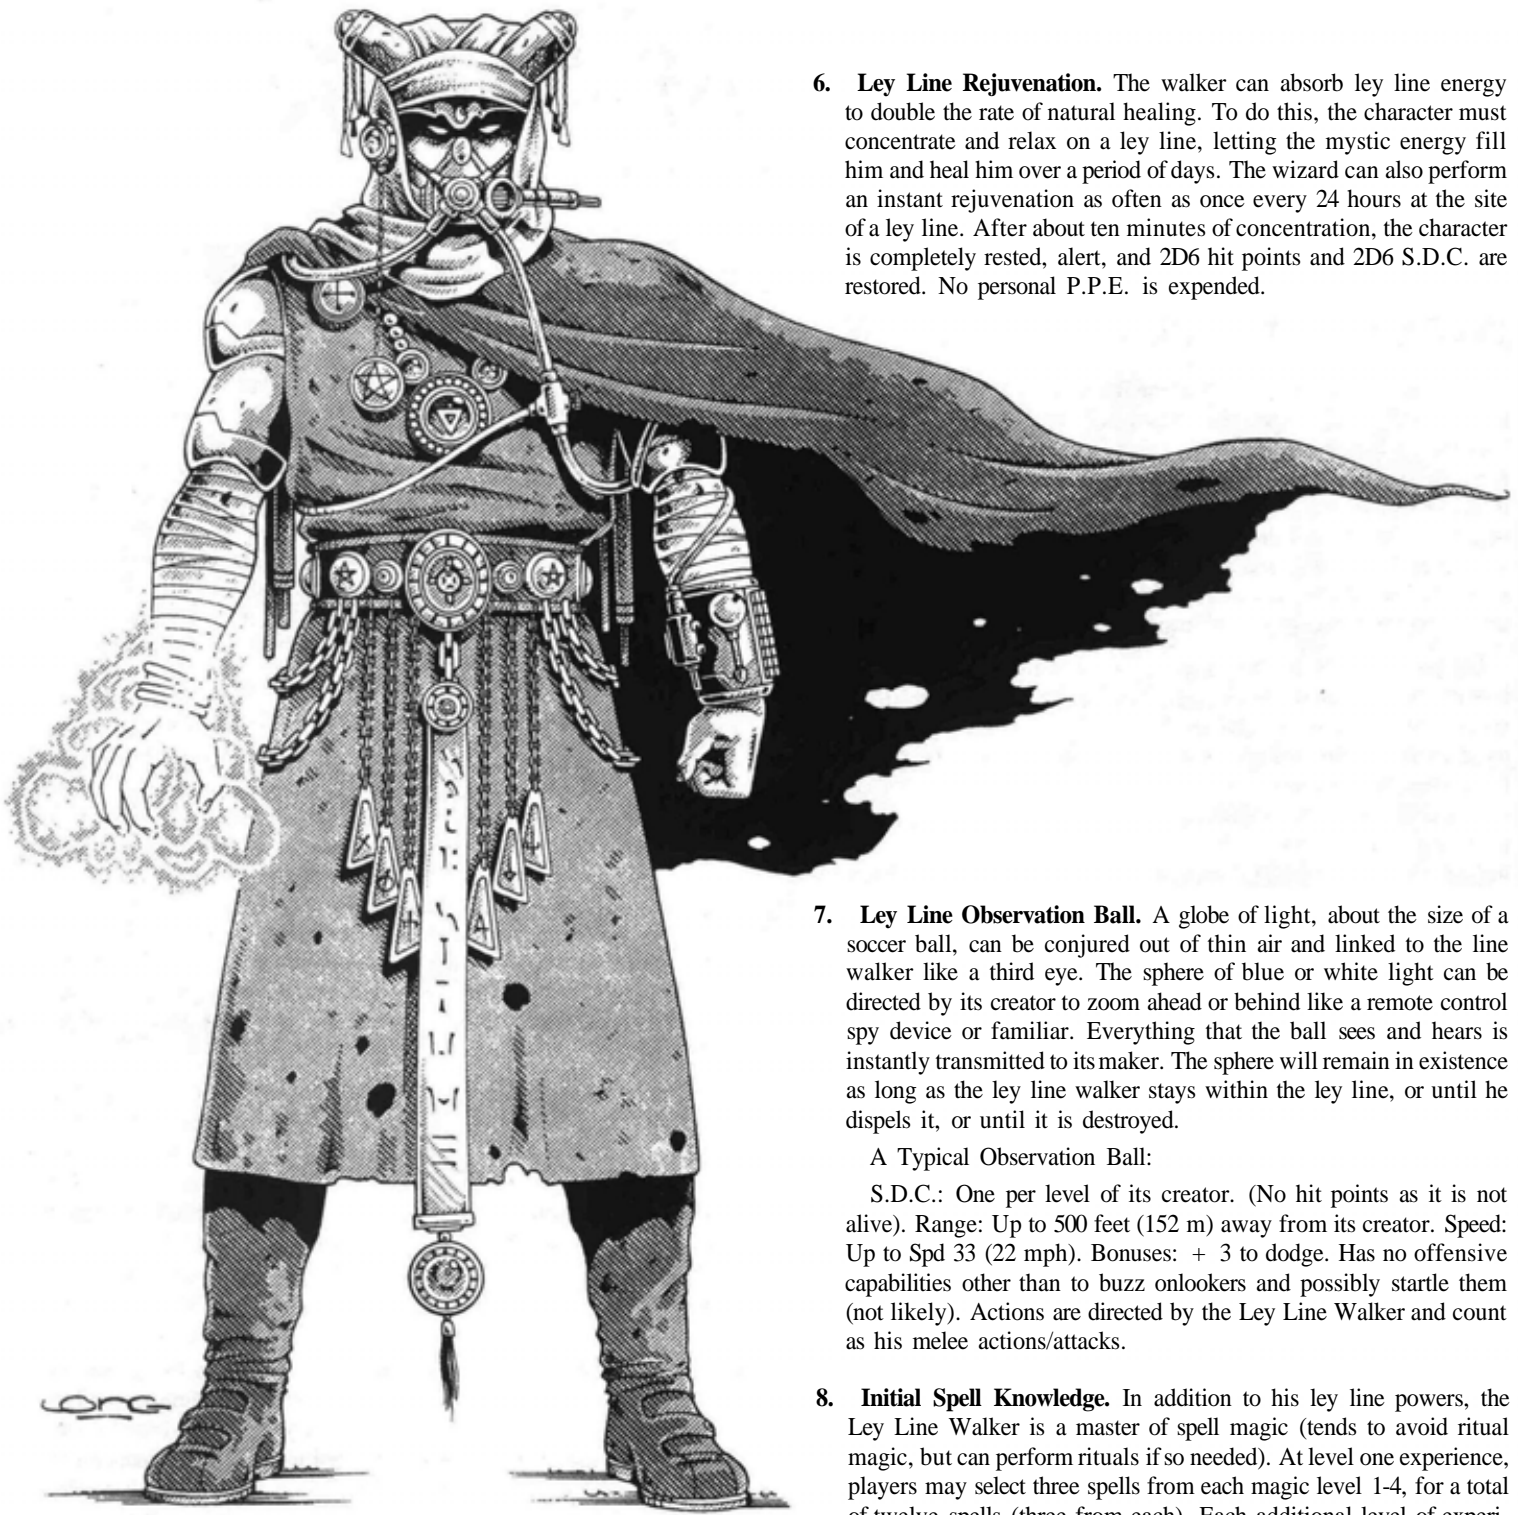 6. Ley Line Rejuvenation. The walker can absorb ley line energy
to double the rate of natural healing. To do this, the character must
concentrate and relax on a ley line, letting the mystic energy fill
him and heal him over a period of days. The wizard can also perform
an instant rejuvenation as often as once every 24 hours at the site
of a ley line. After about ten minutes of concentration, the character
is completely rested, alert, and 2D6 hit points and 2D6 S.D.C. are
restored. No personal P.P.E. is expended.
7. Ley Line Observation Ball. A globe of light, about the size of a
soccer ball, can be conjured out of thin air and linked to the line
walker like a third eye. The sphere of blue or white light can be
directed by its creator to zoom ahead or behind like a remote control
spy device or familiar. Everything that the ball sees and hears is
instantly transmitted to its maker. The sphere will remain in existence
as long as the ley line walker stays within the ley line, or until he
dispels it, or until it is destroyed.
A Typical Observation Ball:
S.D.C.: One per level of its creator. (No hit points as it is not
alive). Range: Up to 500 feet (152 m) away from its creator. Speed:
Up to Spd 33 (22 mph). Bonuses: + 3 to dodge. Has no offensive
capabilities other than to buzz onlookers and possibly startle them
(not likely). Actions are directed by the Ley Line Walker and count
as his melee actions/attacks.
LONG
8. Initial Spell Knowledge. In addition to his ley line powers, the
Ley Line Walker is a master of spell magic (tends to avoid ritual
magic, but can perform rituals if so needed). At level one experience,
players may select three spells from each magic level 1-4, for a total
of twelve spells (three from each). Each additional level of experi-